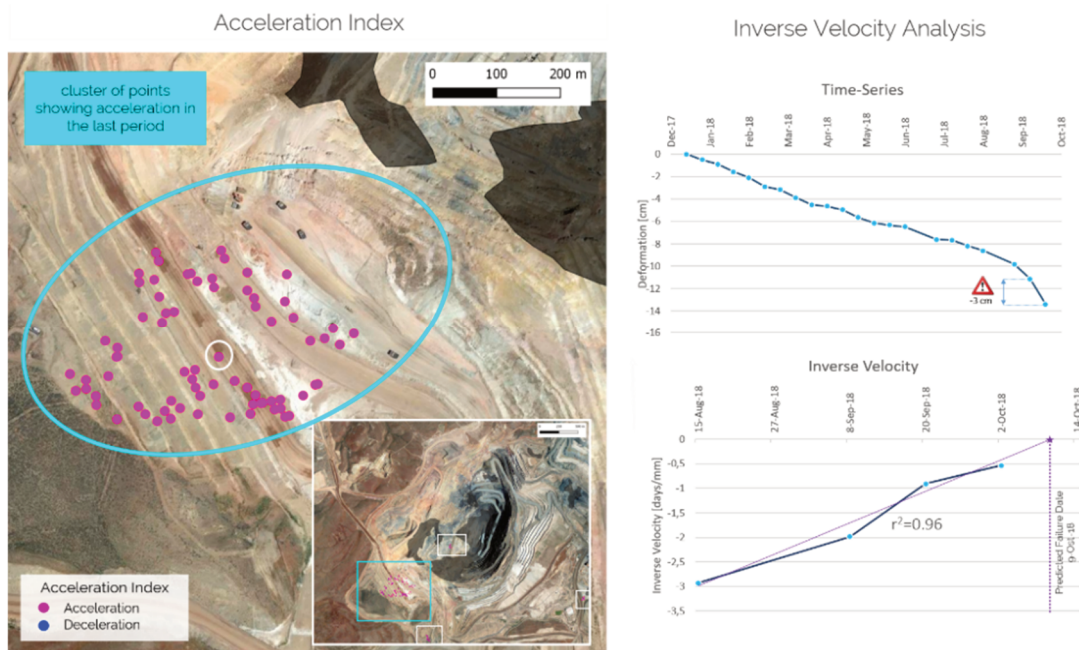 Acceleration Index
cluster of points
showing acceleration in
the last period
0 100 200 m
Acceleration Index
Acceleration
Deceleration
Inverse Velocity Analysis
Time-Series
Dec-17
Jan-18
Feb-18
Mar-18
Apr-18
May-18
Jun-18
Jul-18
Aug-18
Sep-18
Oct-18
Deformation [cm]
0
-2
-4
-6
-8
-10
-12
-14
-16
-3 cm
Inverse Velocity
15-Aug-18
27-Aug-18
8-Sep-18
20-Sep-18
2-Oct-18
14-Oct-18
Inverse Velocity [days/mm]
0
-0,5
-1
-1,5
-2
-2,5
-3
-3,5
r²=0.96
Predicted Failure Date
9-Oct-18